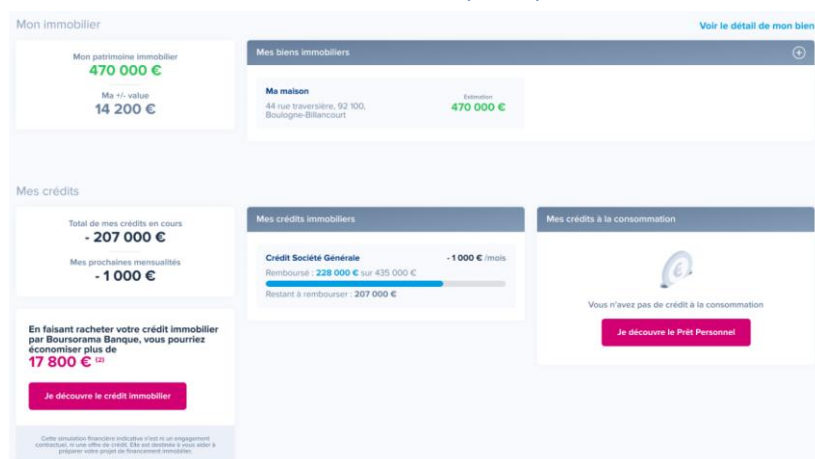 Mon immobilier
Voir le détail de mon bien
Mon patrimoine immobilier
470 000 €
Ma +/- value
14 200 €
Mes biens immobiliers
Ma maison
44 rue traversière, 92 100,
Boulogne-Billancourt
Estimation
470 000 €
Mes crédits
Total de mes crédits en cours
- 207 000 €
Mes prochaines mensualités
- 1 000 €
Mes crédits immobiliers
Crédit Société Générale
- 1 000 € /mois
Remboursé : 228 000 € sur 435 000 €
Restant à rembourser : 207 000 €
Mes crédits à la consommation
Vous n'avez pas de crédit à la consommation
Je découvre le Prêt Personnel
En faisant racheter votre crédit immobilier
par Boursorama Banque, vous pourriez
économiser plus de
17 800 € (2)
Je découvre le crédit immobilier
Cette simulation financière indicative n'est ni un engagement
contractuel, ni une offre de crédit. Elle est destinée à vous aider à
préparer votre projet de financement immobilier.